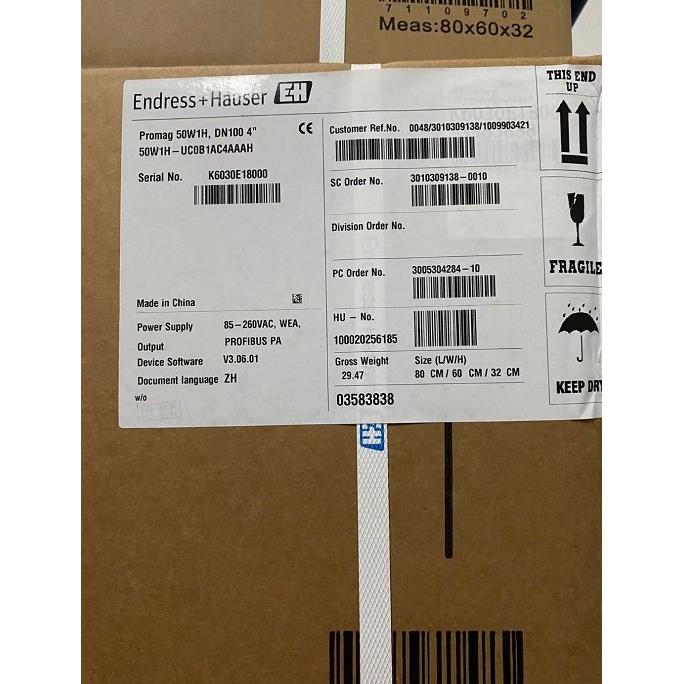 71109702
Meas:80x60x32
Endress+Hauser EH
Promag 50W1H, DN100 4"
50W1H-UC0B1AC4AAAH
CE
Serial No. K6030E18000
Made in China
Power Supply 85-260VAC, WEA,
Output PROFIBUS PA
Device Software V3.06.01
Document language ZH
w/o
Customer Ref.No. 0048/3010309138/1009903421
SC Order No. 3010309138-0010
Division Order No.
PC Order No. 3005304284-10
HU - No.
100020256185
Gross Weight Size (L/W/H)
29.47 80 CM / 60 CM / 32 CM
03583838
THIS END
UP
FRAGILE
KEEP DRY
EH